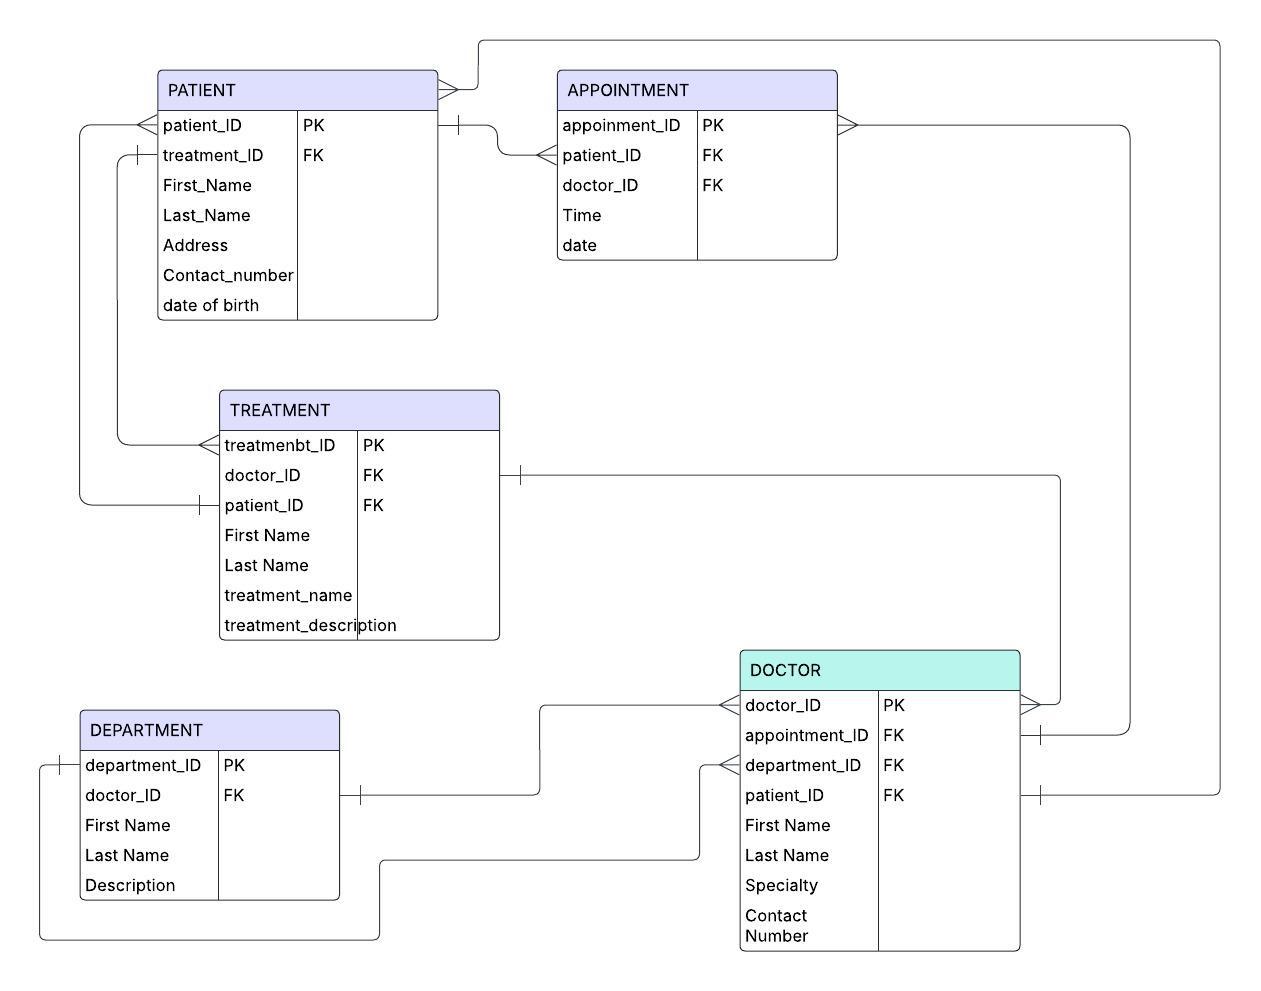 PATIENT
patient_ID PK
treatment_ID FK
First_Name
Last_Name
Address
Contact_number
date of birth
APPOINTMENT
appoinment_ID PK
patient_ID FK
doctor_ID FK
Time
date
TREATMENT
treatmenbt_ID PK
doctor_ID FK
patient_ID FK
First Name
Last Name
treatment_name
treatment_description
DEPARTMENT
department_ID PK
doctor_ID FK
First Name
Last Name
Description
DOCTOR
doctor_ID PK
appointment_ID FK
department_ID FK
patient_ID FK
First Name
Last Name
Specialty
Contact
Number